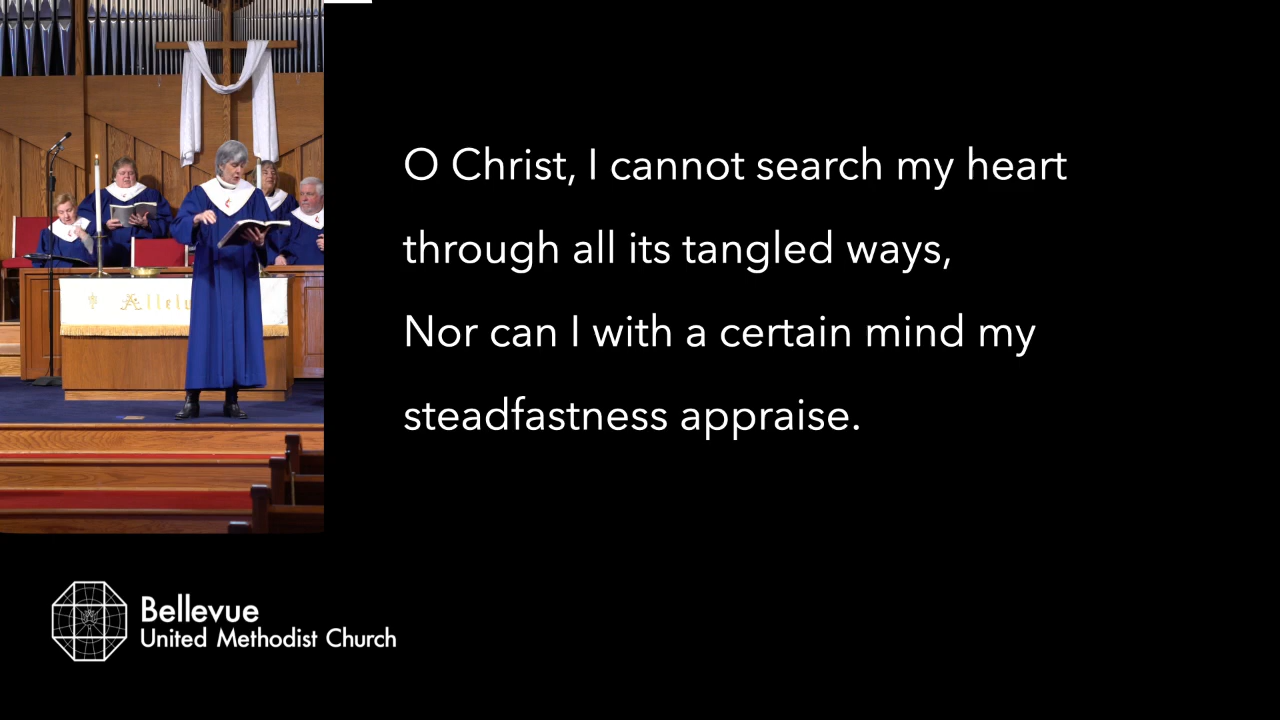 O Christ, I cannot search my heart
through all its tangled ways,
Nor can I with a certain mind my
steadfastness appraise.
Allelu
Bellevue
United Methodist Church